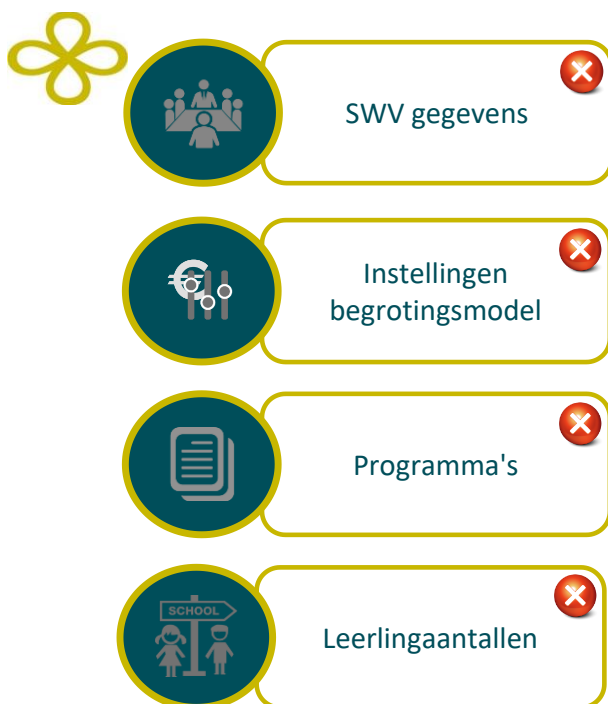 SWV gegevens
Instellingen
begrotingsmodel
Programma's
SCHOOL
Leerlingaantallen